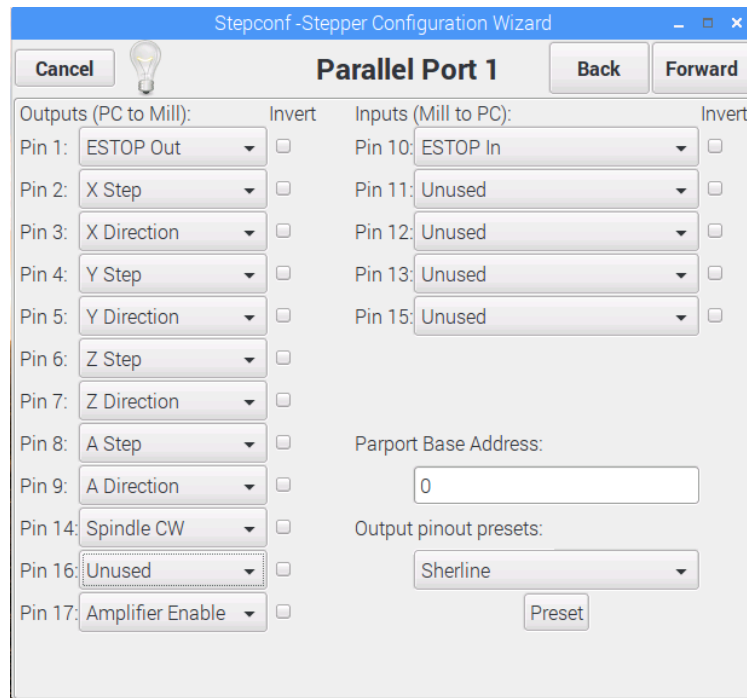 Stepconf -Stepper Configuration Wizard
Cancel Parallel Port 1 Back Forward
Outputs (PC to Mill): Invert Inputs (Mill to PC): Invert
Pin 1: ESTOP Out Pin 10: ESTOP In
Pin 2: X Step Pin 11: Unused
Pin 3: X Direction Pin 12: Unused
Pin 4: Y Step Pin 13: Unused
Pin 5: Y Direction Pin 15: Unused
Pin 6: Z Step
Pin 7: Z Direction
Pin 8: A Step Parport Base Address:
Pin 9: A Direction 0
Pin 14: Spindle CW Output pinout presets:
Pin 16: Unused Sherline
Pin 17: Amplifier Enable Preset